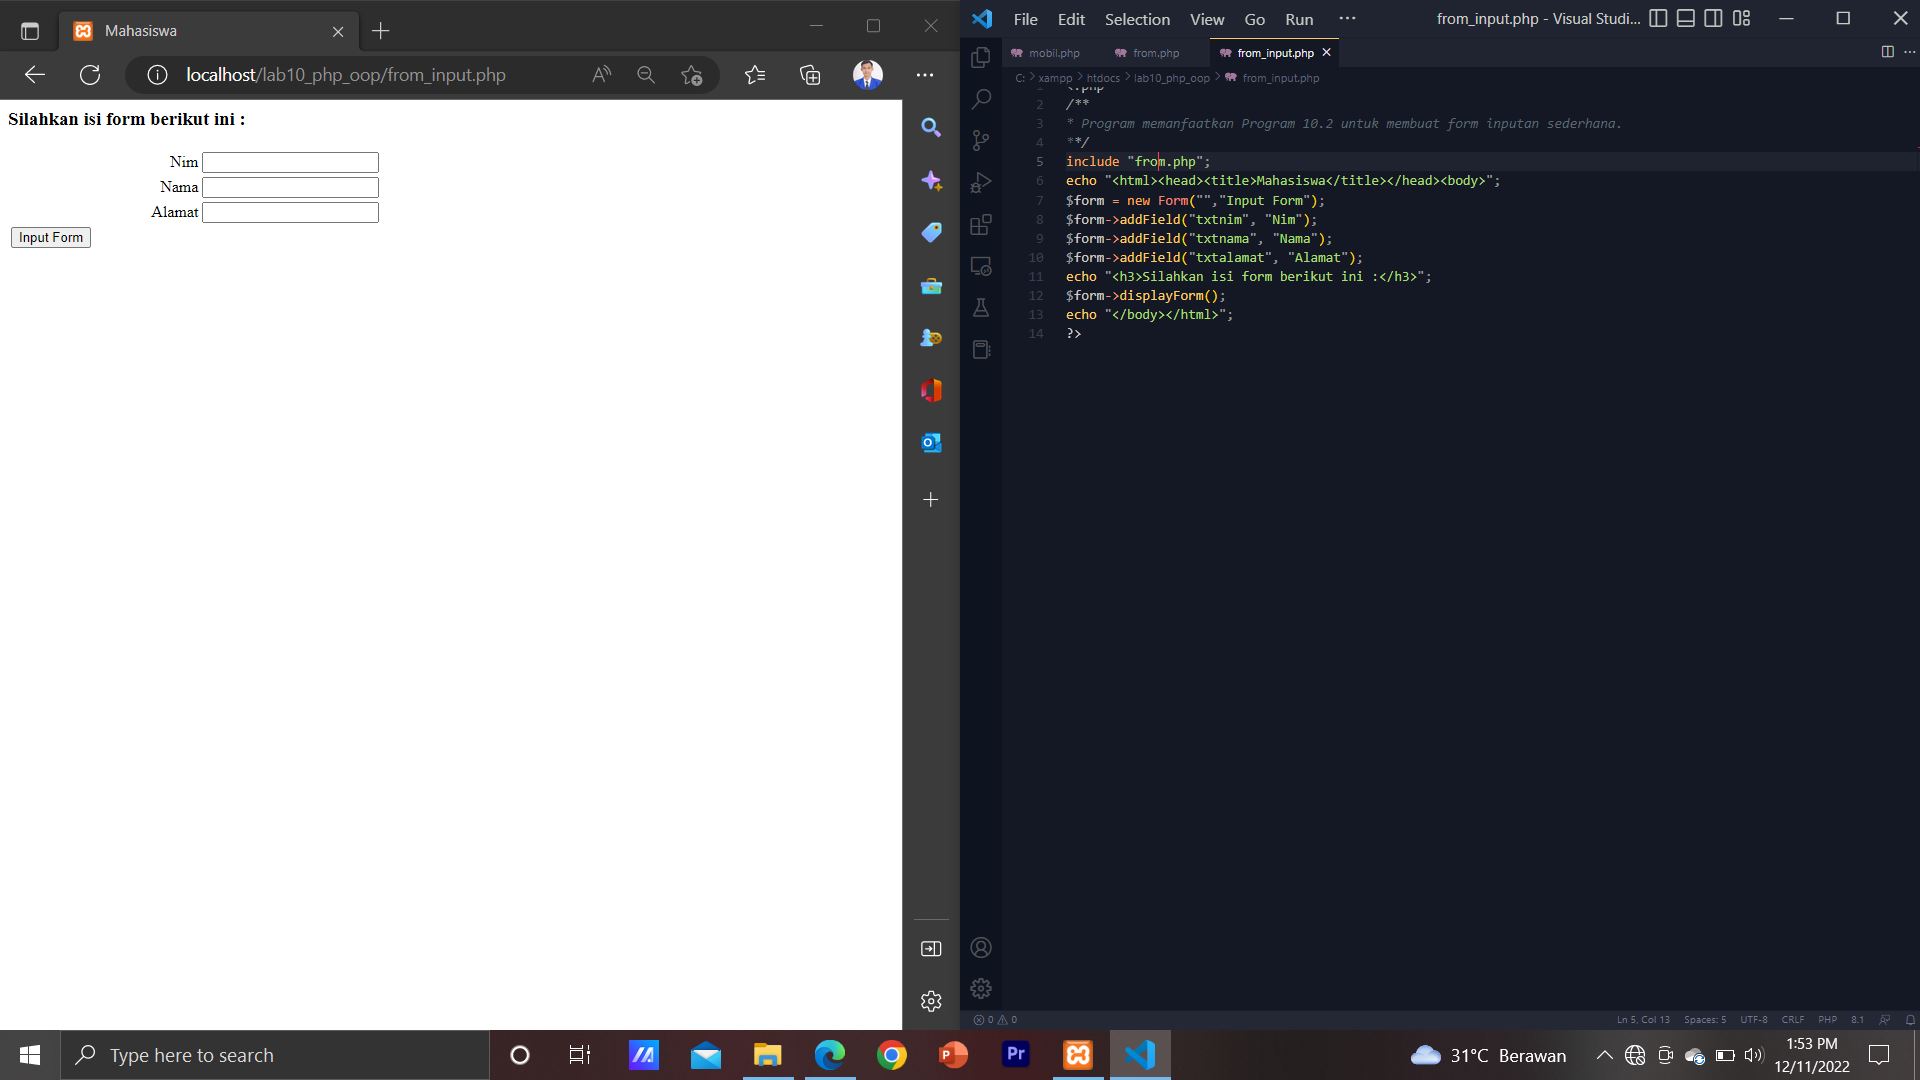 Mahasiswa
localhost/lab10_php_oop/from_input.php
Silahkan isi form berikut ini :
Nim
Nama
Alamat
Input Form
File Edit Selection View Go Run ···
from_input.php - Visual Studi...
mobil.php from.php from_input.php
C: > xampp > htdocs > lab10_php_oop > from_input.php
2 /**
3 * Program memanfaatkan Program 10.2 untuk membuat form inputan sederhana.
4 **/
5 include "from.php";
6 echo "<html><head><title>Mahasiswa</title></head><body>";
7 $form = new Form("","Input Form");
8 $form->addField("txtnim", "Nim");
9 $form->addField("txtnama", "Nama");
10 $form->addField("txtalamat", "Alamat");
11 echo "<h3>Silahkan isi form berikut ini :</h3>";
12 $form->displayForm();
13 echo "</body></html>";
14 ?>
0 0
Ln 5, Col 13 Spaces: 5 UTF-8 CRLF PHP 8.1
Type here to search
31°C Berawan
1:53 PM
12/11/2022